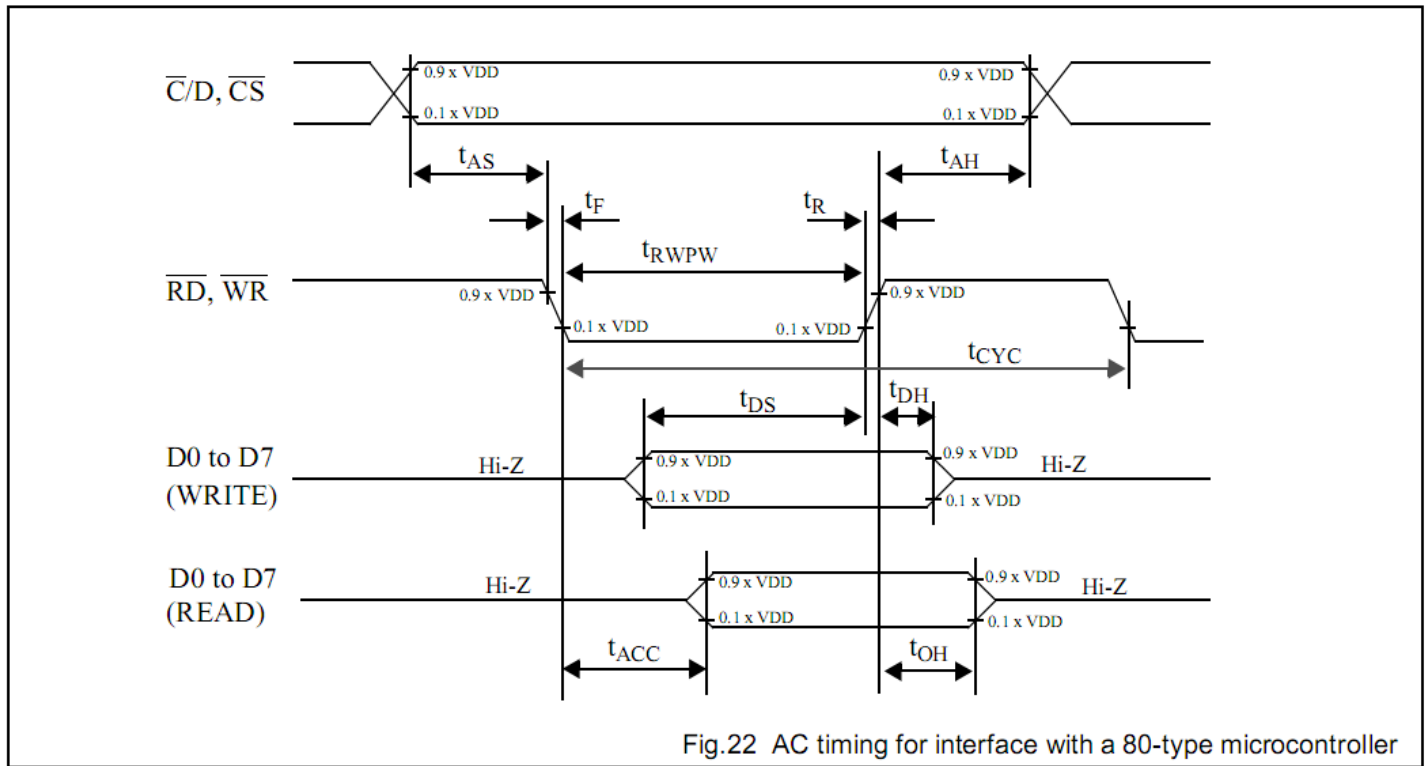 C̅/D, C̅S̅
0.9 x VDD
0.9 x VDD
0.1 x VDD
0.1 x VDD
tAS
tAH
tF
tR
tRWPW
R̅D̅, W̅R̅
0.9 x VDD
0.9 x VDD
0.1 x VDD
0.1 x VDD
tCYC
tDS
tDH
D0 to D7
(WRITE)
Hi-Z
0.9 x VDD
0.1 x VDD
0.9 x VDD
0.1 x VDD
Hi-Z
D0 to D7
(READ)
Hi-Z
0.9 x VDD
0.1 x VDD
0.9 x VDD
0.1 x VDD
Hi-Z
tACC
tOH
Fig.22 AC timing for interface with a 80-type microcontroller